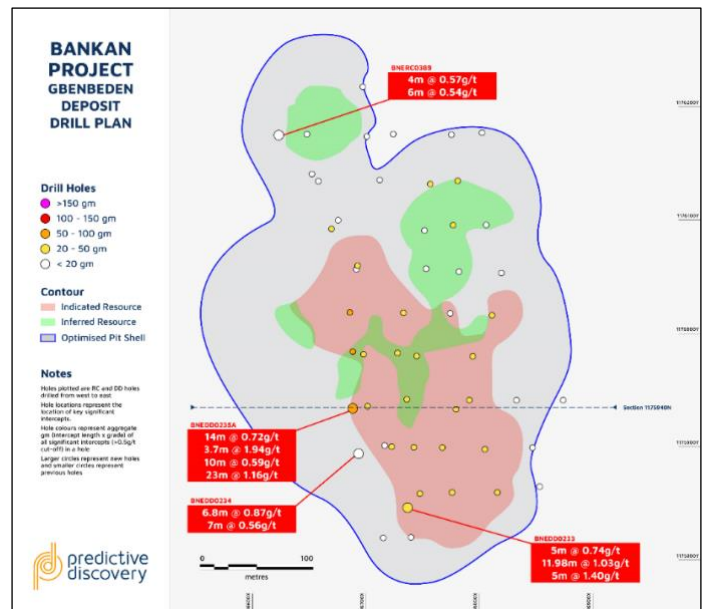 BANKAN
PROJECT
GBENBEDEN
DEPOSIT
DRILL PLAN
Drill Holes
>150 gm
100 - 150 gm
50 - 100 gm
20 - 50 gm
< 20 gm
Contour
Indicated Resource
Inferred Resource
Optimised Pit Shell
Notes
Holes plotted are RC and DD holes
drilled from west to east
Hole locations represent the
location of key significant
intercepts.
Hole colours represent aggregate
gm (intercept length x grade) of
all significant intercepts (>0.5g/t
cut-off) in a hole
Larger circles represent new holes
and smaller circles represent
previous holes
predictive
discovery
4m @ 0.57g/t
6m @ 0.54g/t
Section 1175040N
BNEDD0235A
14m @ 0.72g/t
3.7m @ 1.94g/t
10m @ 0.59g/t
23m @ 1.16g/t
BNEDD0234
6.8m @ 0.87g/t
7m @ 0.56g/t
BNEDD0233
5m @ 0.74g/t
11.98m @ 1.03g/t
5m @ 1.40g/t
0 100
metres